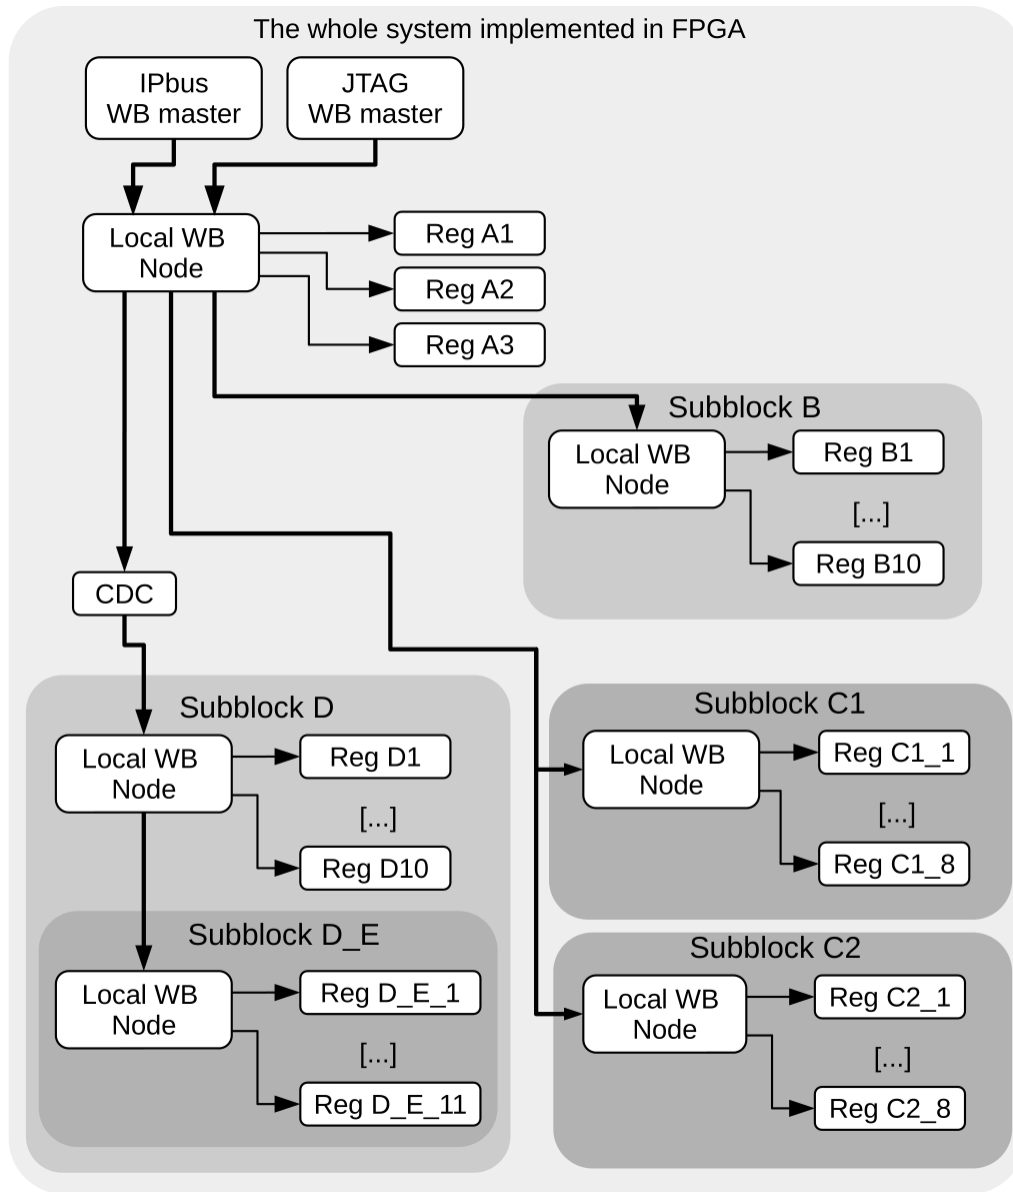 The whole system implemented in FPGA
IPbus
WB master
JTAG
WB master
Local WB
Node
Reg A1
Reg A2
Reg A3
Subblock B
Local WB
Node
Reg B1
[...]
Reg B10
CDC
Subblock D
Local WB
Node
Reg D1
[...]
Reg D10
Subblock D_E
Local WB
Node
Reg D_E_1
[...]
Reg D_E_11
Subblock C1
Local WB
Node
Reg C1_1
[...]
Reg C1_8
Subblock C2
Local WB
Node
Reg C2_1
[...]
Reg C2_8